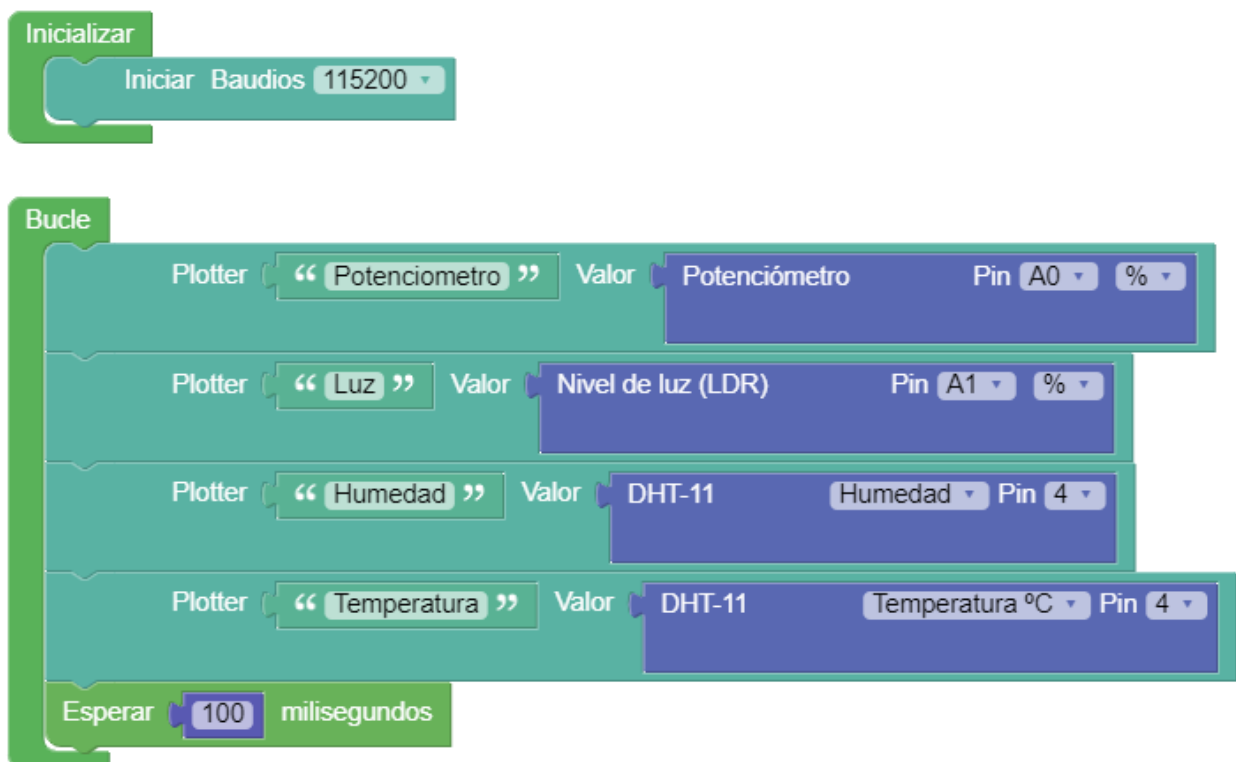 Inicializar
Iniciar Baudios 115200
Bucle
Plotter “ Potenciometro ” Valor Potenciómetro Pin A0 %
Plotter “ Luz ” Valor Nivel de luz (LDR) Pin A1 %
Plotter “ Humedad ” Valor DHT-11 Humedad Pin 4
Plotter “ Temperatura ” Valor DHT-11 Temperatura ºC Pin 4
Esperar 100 milisegundos